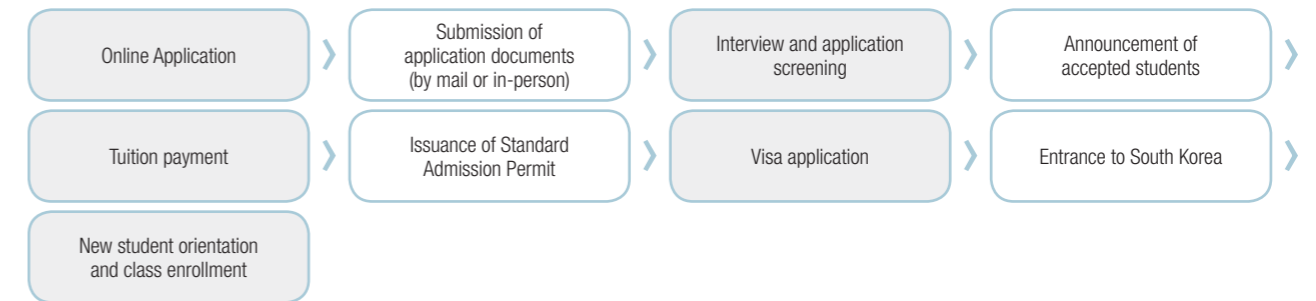 Online Application
Submission of
application documents
(by mail or in-person)
Interview and application
screening
Announcement of
accepted students
Tuition payment
Issuance of Standard
Admission Permit
Visa application
Entrance to South Korea
New student orientation
and class enrollment